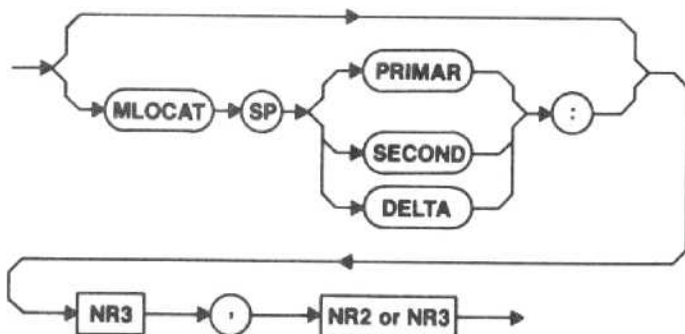 PRIMAR
MLOCAT SP :
SECOND
DELTA
NR3 , NR2 or NR3